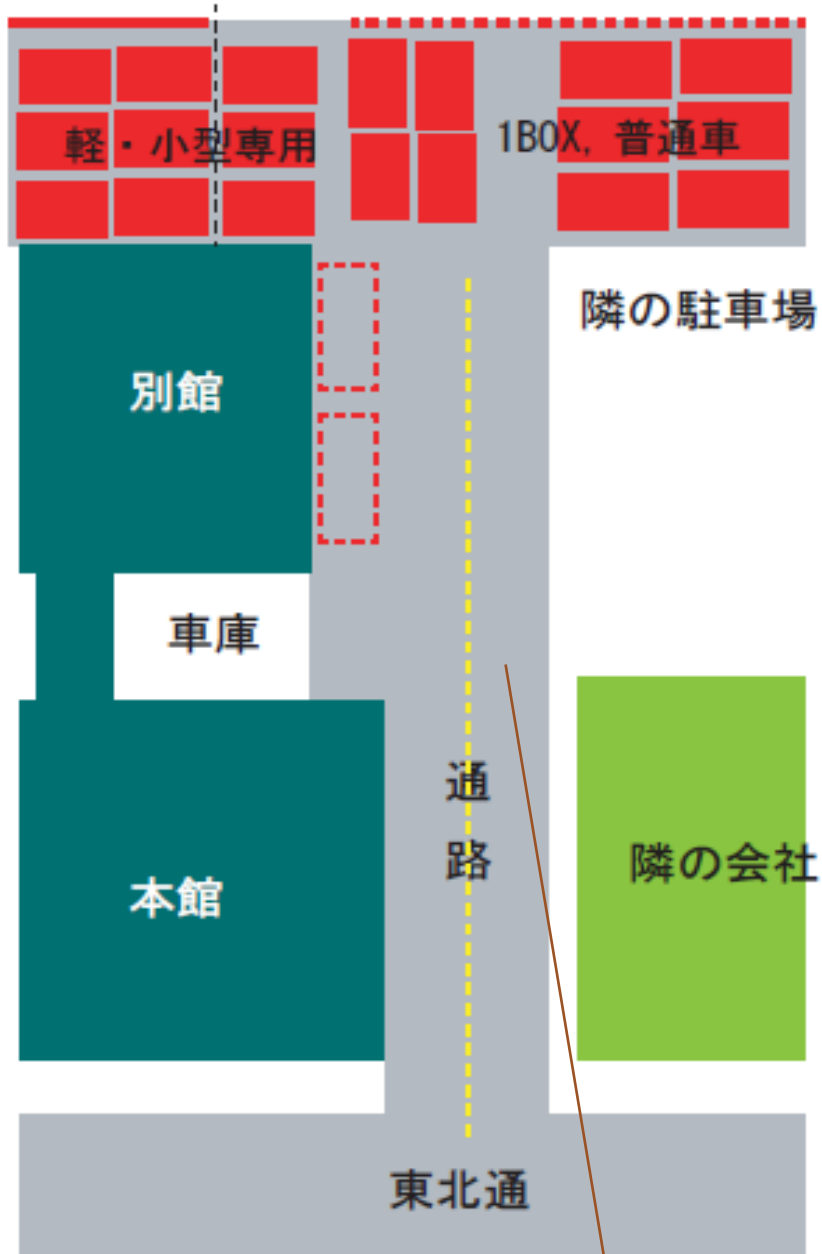 軽・小型専用
1BOX, 普通車
隣の駐車場
別館
車庫
通路
隣の会社
本館
東北通